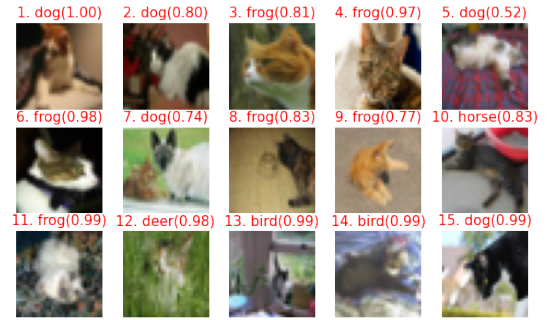 1. dog(1.00) 2. dog(0.80) 3. frog(0.81) 4. frog(0.97) 5. dog(0.52)
6. frog(0.98) 7. dog(0.74) 8. frog(0.83) 9. frog(0.77) 10. horse(0.83)
11. frog(0.99) 12. deer(0.98) 13. bird(0.99) 14. bird(0.99) 15. dog(0.99)